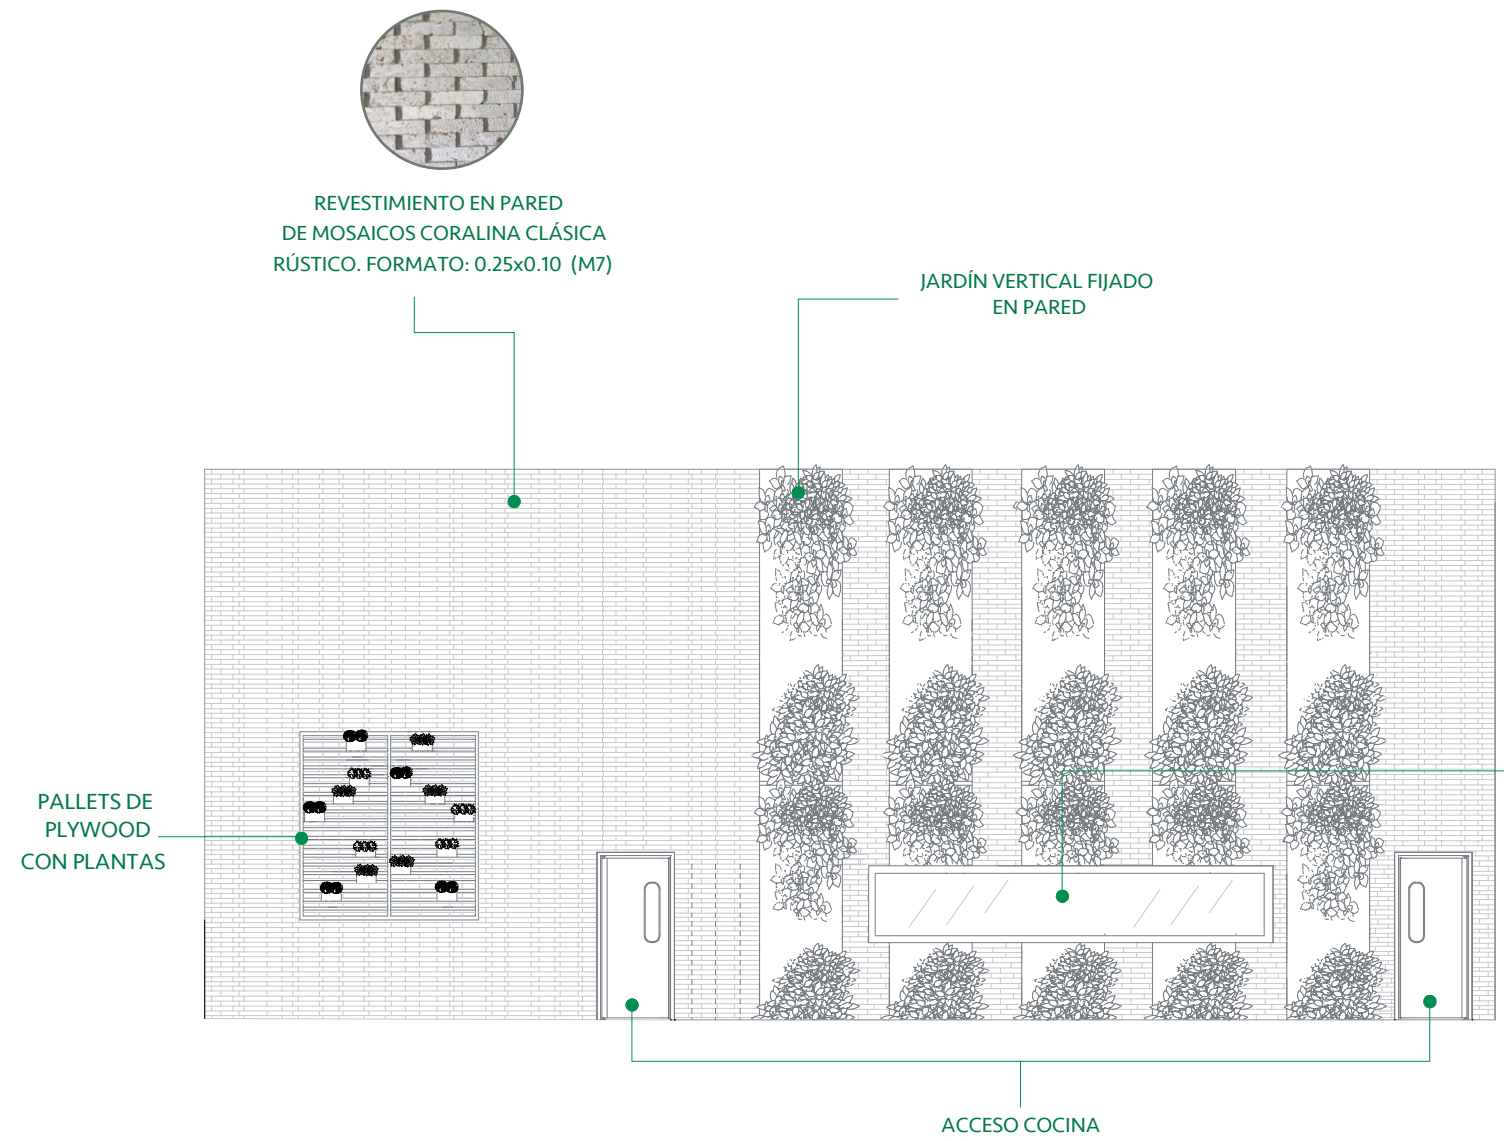 REVESTIMIENTO EN PARED
DE MOSAICOS CORALINA CLÁSICA
RÚSTICO. FORMATO: 0.25x0.10 (M7)
JARDÍN VERTICAL FIJADO
EN PARED
PALLETS DE
PLYWOOD
CON PLANTAS
ACCESO COCINA